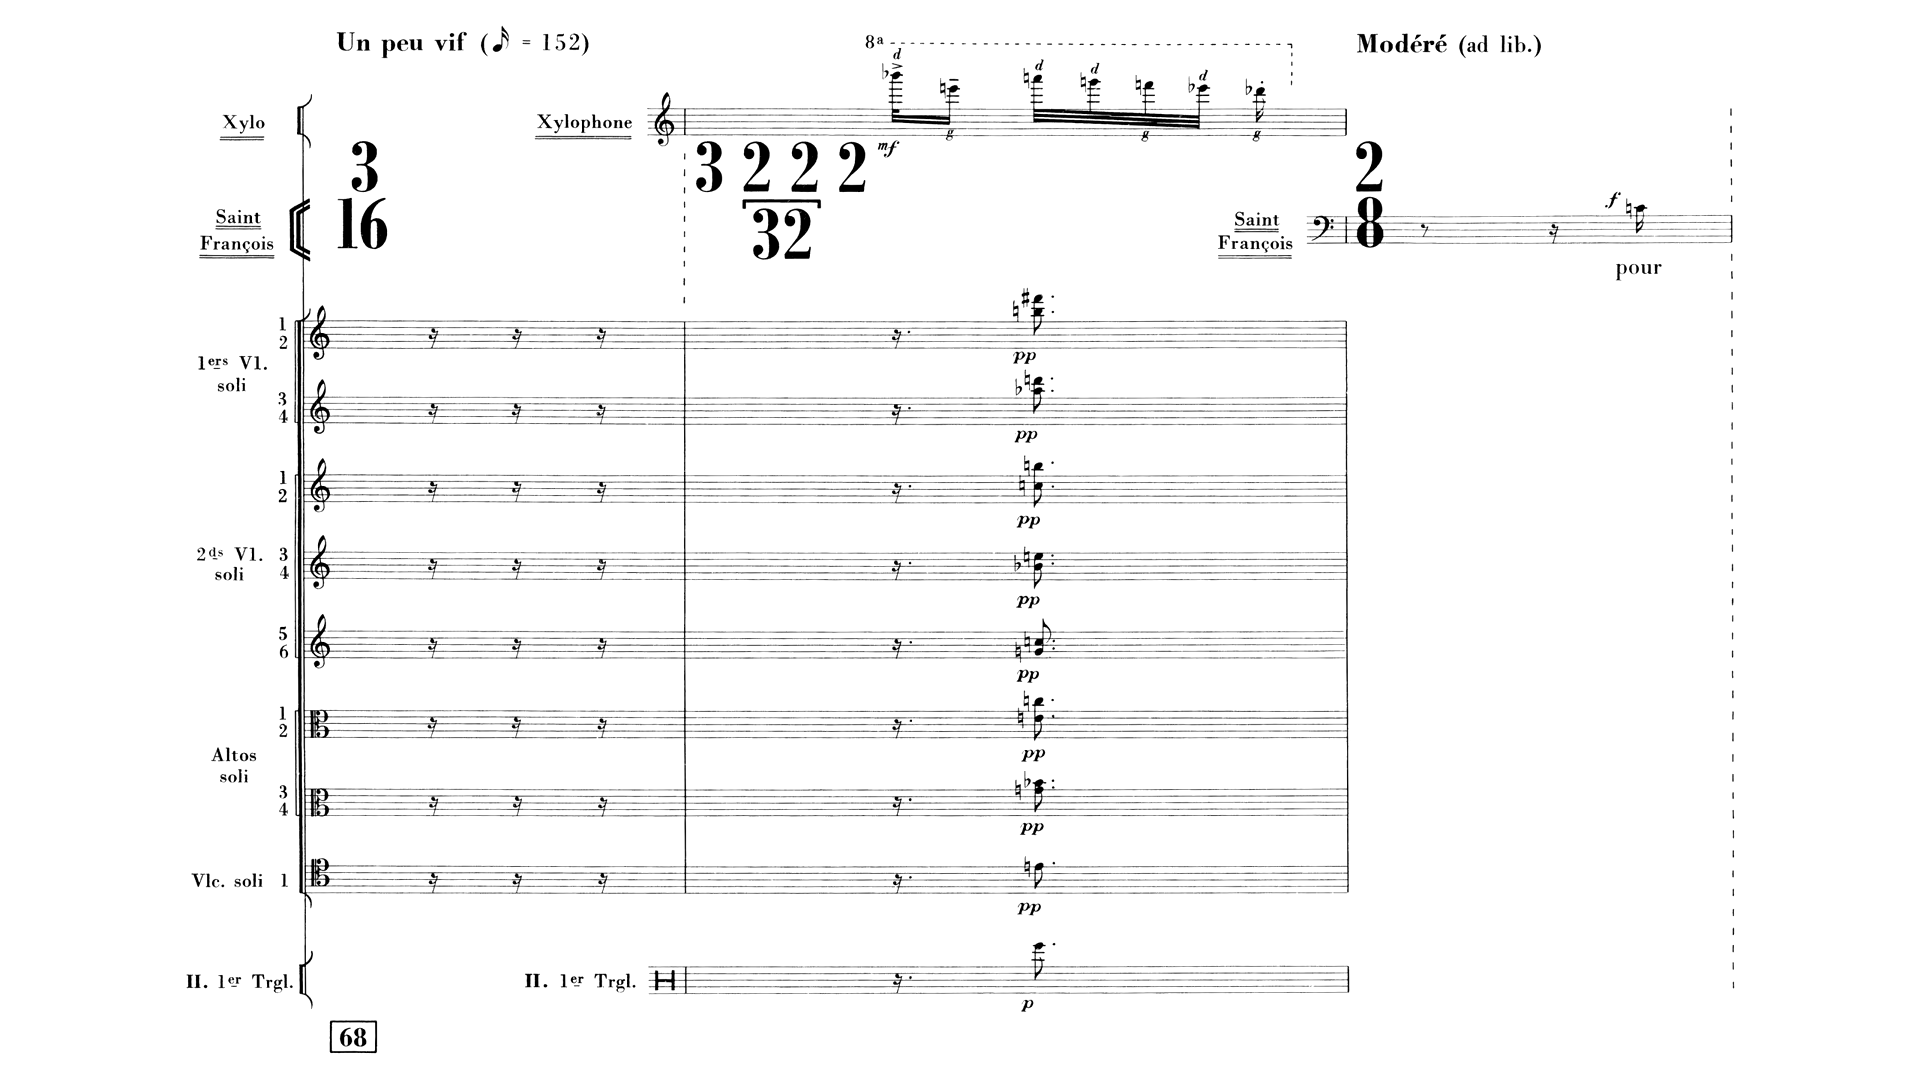 Un peu vif (𝅘𝅥𝅯 = 152)
8ª
Modéré (ad lib.)
d d d d
Xylo
Xylophone
g g g
mf
3
16
3 2 2 2
32
2
8
8
Saint
François
Saint
François
f
pour
1
2
1ers Vl.
soli
pp
3
4
pp
1
2
pp
2ds Vl.
soli
3
4
pp
5
6
pp
1
2
pp
Altos
soli
3
4
pp
Vlc. soli 1
pp
II. 1er Trgl.
II. 1er Trgl.
p
68